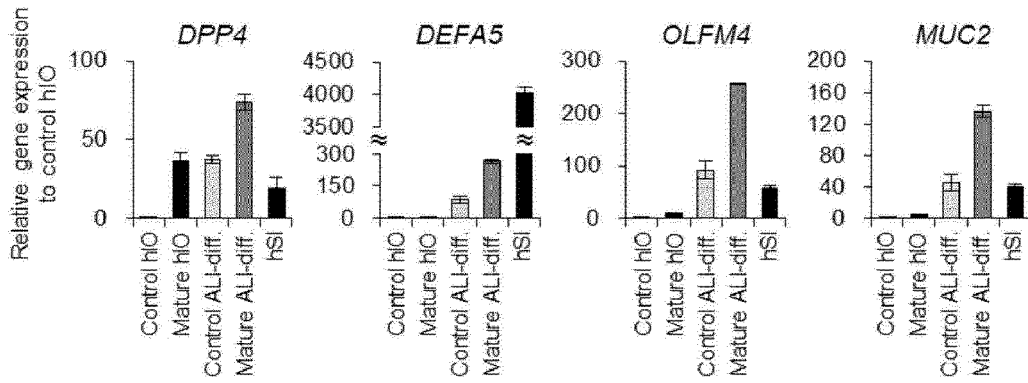 Relative gene expression
to control hIO
DPP4
100
50
0
Control hIO
Mature hIO
Control ALI-diff.
Mature ALI-diff.
hSI
DEFA5
4500
4000
3500
300
150
0
Control hIO
Mature hIO
Control ALI-diff.
Mature ALI-diff.
hSI
OLFM4
300
200
100
0
Control hIO
Mature hIO
Control ALI-diff.
Mature ALI-diff.
hSI
MUC2
160
120
80
40
0
Control hIO
Mature hIO
Control ALI-diff.
Mature ALI-diff.
hSI